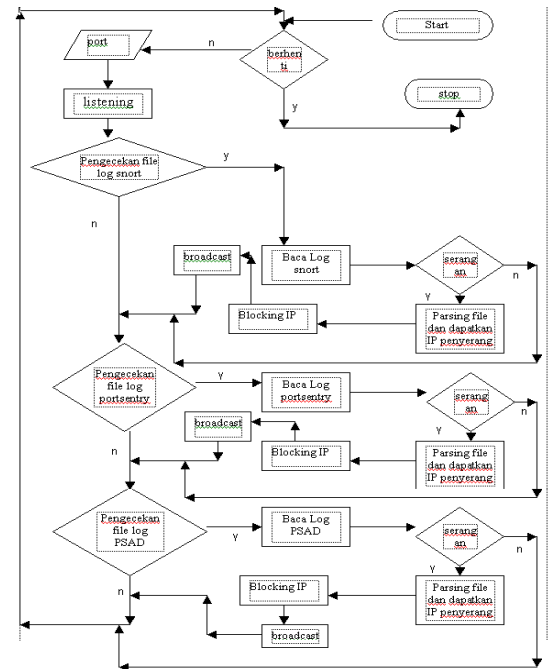 Start
n
port
berhen
ti
stop
listening
y
Pengecekan file
log snort
y
n
broadcast
Baca Log
snort
serang
an
n
y
Blocking IP
Parsing file
dan dapatkan
IP penyerang
Pengecekan
file log
portsentry
y
Baca Log
portsentry
serang
an
n
broadcast
y
n
Blocking IP
Parsing file
dan dapatkan
IP penyerang
Pengecekan
file log
PSAD
y
Baca Log
PSAD
serang
an
n
y
n
Blocking IP
Parsing file
dan dapatkan
IP penyerang
broadcast